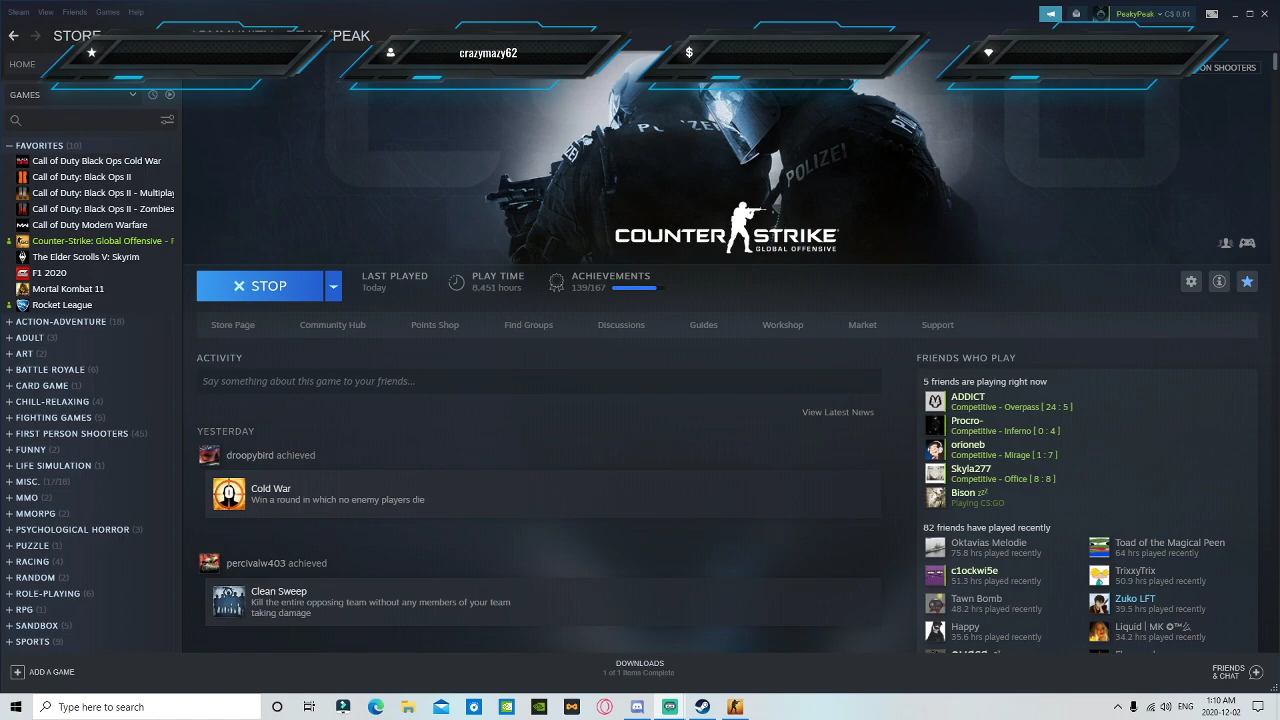 Steam View Friends Games Help
PeakyPeak C$ 0.01
STORE PEAK
crazymazy62
$
HOME
ON SHOOTERS
GAMES
FAVORITES (10)
Call of Duty Black Ops Cold War
Call of Duty: Black Ops II
Call of Duty: Black Ops II - Multiplay
Call of Duty: Black Ops II - Zombies
Call of Duty Modern Warfare
Counter-Strike: Global Offensive -
The Elder Scrolls V: Skyrim
F1 2020
Mortal Kombat 11
Rocket League
ACTION-ADVENTURE (18)
ADULT (3)
ART (2)
BATTLE ROYALE (6)
CARD GAME (1)
CHILL-RELAXING (4)
FIGHTING GAMES (5)
FIRST PERSON SHOOTERS (45)
FUNNY (2)
LIFE SIMULATION (1)
MISC. (17/18)
MMO (2)
MMORPG (2)
PSYCHOLOGICAL HORROR (3)
PUZZLE (1)
RACING (4)
RANDOM (2)
ROLE-PLAYING (6)
RPG (1)
SANDBOX (5)
SPORTS (9)
POLIZEI
COUNTER STRIKE
GLOBAL OFFENSIVE
STOP
LAST PLAYED
Today
PLAY TIME
8,451 hours
ACHIEVEMENTS
139/167
Store Page Community Hub Points Shop Find Groups Discussions Guides Workshop Market Support
ACTIVITY
Say something about this game to your friends...
View Latest News
YESTERDAY
droopybird achieved
Cold War
Win a round in which no enemy players die
percivalw403 achieved
Clean Sweep
Kill the entire opposing team without any members of your team
taking damage
FRIENDS WHO PLAY
5 friends are playing right now
ADDICT
Competitive - Overpass [ 24 : 5 ]
Procro-
Competitive - Inferno [ 0 : 4 ]
orioneb
Competitive - Mirage [ 1 : 7 ]
Skyla277
Competitive - Office [ 8 : 8 ]
Bison zzz
Playing CS:GO
82 friends have played recently
Oktavias Melodie
75.8 hrs played recently
Toad of the Magical Peen
64 hrs played recently
c1ockwi5e
51.3 hrs played recently
TrixxyTrix
50.9 hrs played recently
Tawn Bomb
48.2 hrs played recently
Zuko LFT
39.5 hrs played recently
Happy
35.6 hrs played recently
Liquid | MK ✪™么
34.2 hrs played recently
ADD A GAME
DOWNLOADS
1 of 1 Items Complete
FRIENDS
& CHAT
Type here to search
ENG
1:10 AM
2020-12-02